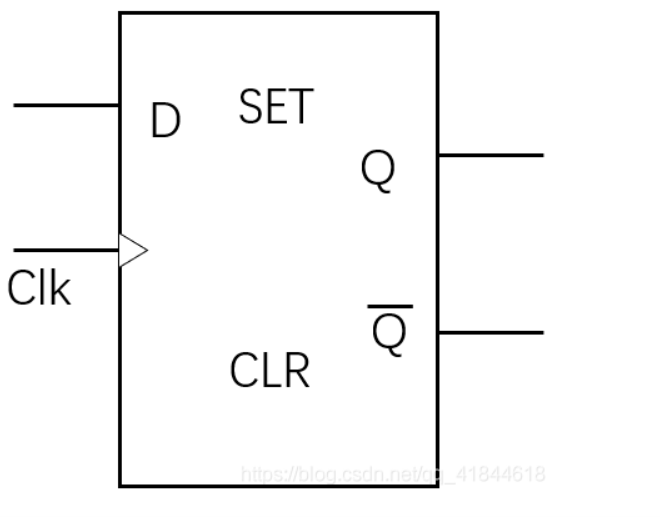 D
SET
Q
Clk
Q̅
CLR
https://blog.csdn.net/qq_41844618